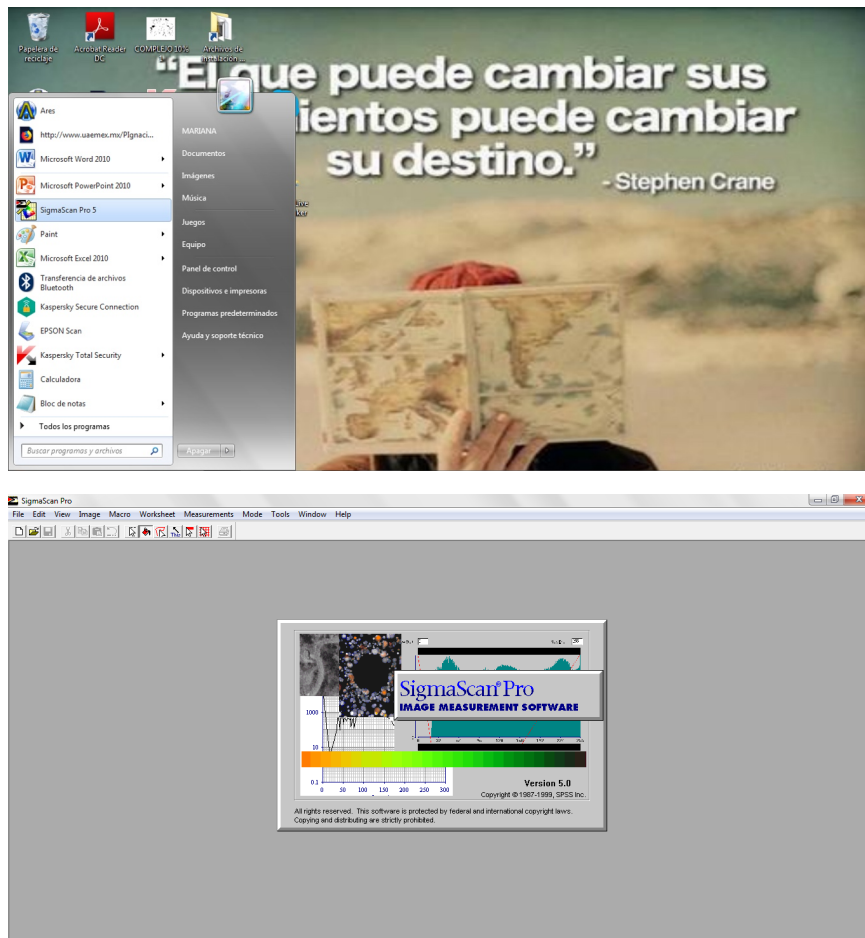 Papelera de
reciclaje
Acrobat Reader
DC
COMPLEJO 10%
Archivos de
instalación ...
“El que puede cambiar sus
ientos puede cambiar
su destino.”
- Stephen Crane
Ares
http://www.uaemex.mx/PIgnaci...
Microsoft Word 2010
Microsoft PowerPoint 2010
SigmaScan Pro 5
Paint
Microsoft Excel 2010
Transferencia de archivos
Bluetooth
Kaspersky Secure Connection
EPSON Scan
Kaspersky Total Security
Calculadora
Bloc de notas
Todos los programas
Buscar programas y archivos
MARIANA
Documentos
Imágenes
Música
Juegos
Equipo
Panel de control
Dispositivos e impresoras
Programas predeterminados
Ayuda y soporte técnico
Apagar
Live
ker
SigmaScan Pro
File Edit View Image Macro Worksheet Measurements Mode Tools Window Help
SigmaScan® Pro
IMAGE MEASUREMENT SOFTWARE
1000
10
0.1
0 50 100 150 200 250 300
Version 5.0
Copyright © 1987-1999, SPSS Inc.
All rights reserved. This software is protected by federal and international copyright laws.
Copying and distributing are strictly prohibited.